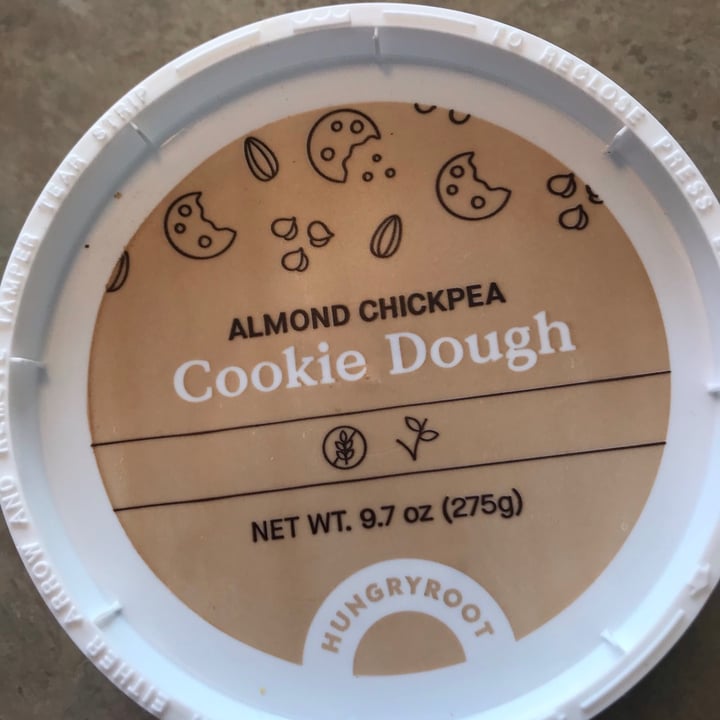 ALMOND CHICKPEA
Cookie Dough
NET WT. 9.7 oz (275g)
HUNGRYROOT
TO RECLOSE PRESS
EITHER ARROW AND
TAMPER TEAR STRIP